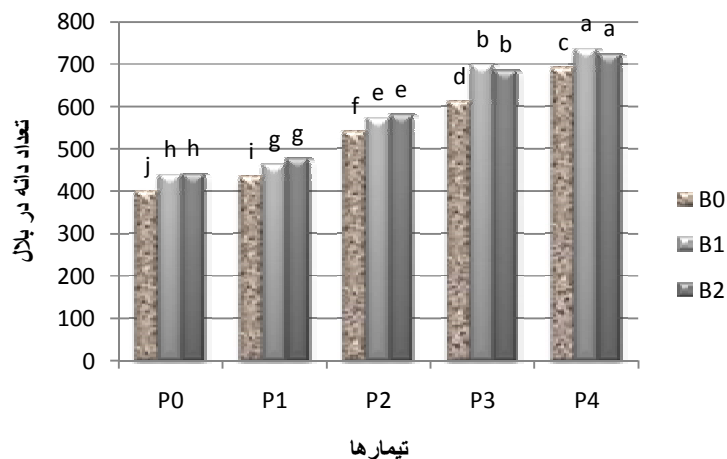 تعداد دانه در بلال
800
700
600
500
400
300
200
100
0
j h h
i g g
f e e
d b b
c a a
P0 P1 P2 P3 P4
تیمارها
B0
B1
B2